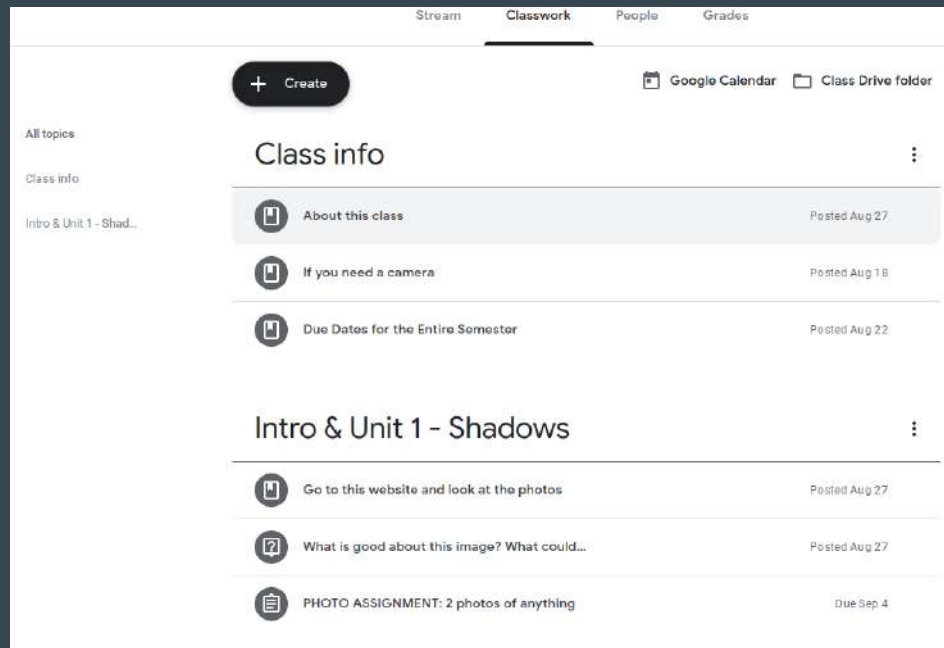 Stream Classwork People Grades
+ Create
Google Calendar Class Drive folder
All topics
Class info
Intro & Unit 1 - Shad...
Class info
About this class Posted Aug 27
If you need a camera Posted Aug 18
Due Dates for the Entire Semester Posted Aug 22
Intro & Unit 1 - Shadows
Go to this website and look at the photos Posted Aug 27
What is good about this image? What could... Posted Aug 27
PHOTO ASSIGNMENT: 2 photos of anything Due Sep 4